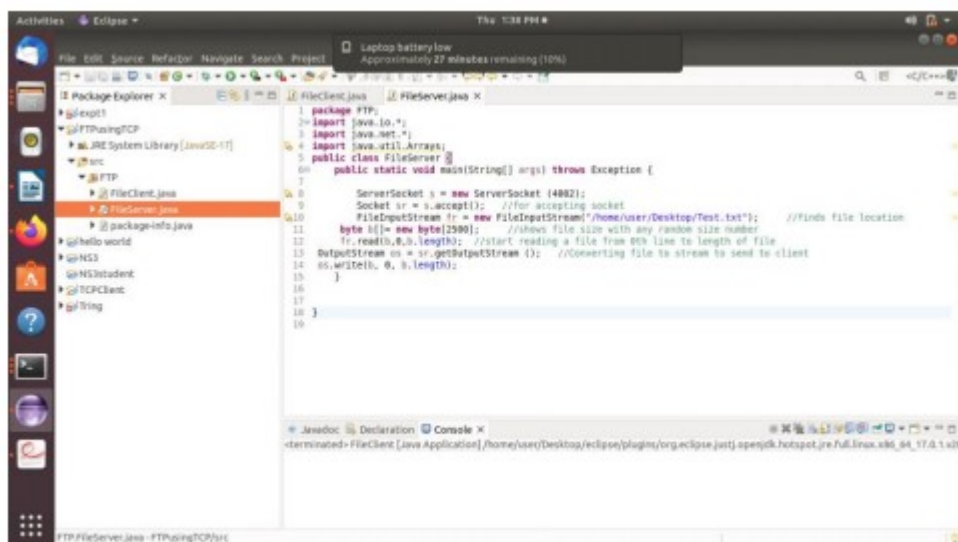 Activities Eclipse Thu 1:38 PM
Laptop battery low
Approximately 27 minutes remaining (10%)
File Edit Source Refactor Navigate Search Project
Package Explorer
expt1
FTPusingTCP
JRE System Library [JavaSE-17]
src
FTP
FileClient.java
FileServer.java
package-info.java
hello world
NS3
NS3student
TCPClient
Tring
FileClient.java FileServer.java
1 package FTP;
2 import java.io.*;
3 import java.net.*;
4 import java.util.Arrays;
5 public class FileServer {
6 public static void main(String[] args) throws Exception {
7
8 ServerSocket s = new ServerSocket (4002);
9 Socket sr = s.accept(); //for accepting socket
10 FileInputStream fr = new FileInputStream("/home/user/Desktop/Test.txt"); //finds file location
11 byte b[]= new byte[2500]; //shows file size with any random size number
12 fr.read(b,0,b.length); //start reading a file from 0th line to length of file
13 OutputStream os = sr.getOutputStream (); //Converting file to stream to send to client
14 os.write(b, 0, b.length);
15 }
16
17
18 }
19
Javadoc Declaration Console
<terminated> FileClient [Java Application] /home/user/Desktop/eclipse/plugins/org.eclipse.justj.openjdk.hotspot.jre.full.linux.x86_64_17.0.1.v2
FTP.FileServer.java - FTPusingTCP/src